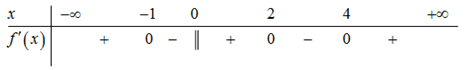 x −∞ −1 0 2 4 +∞
f′(x) + 0 − || + 0 − 0 +